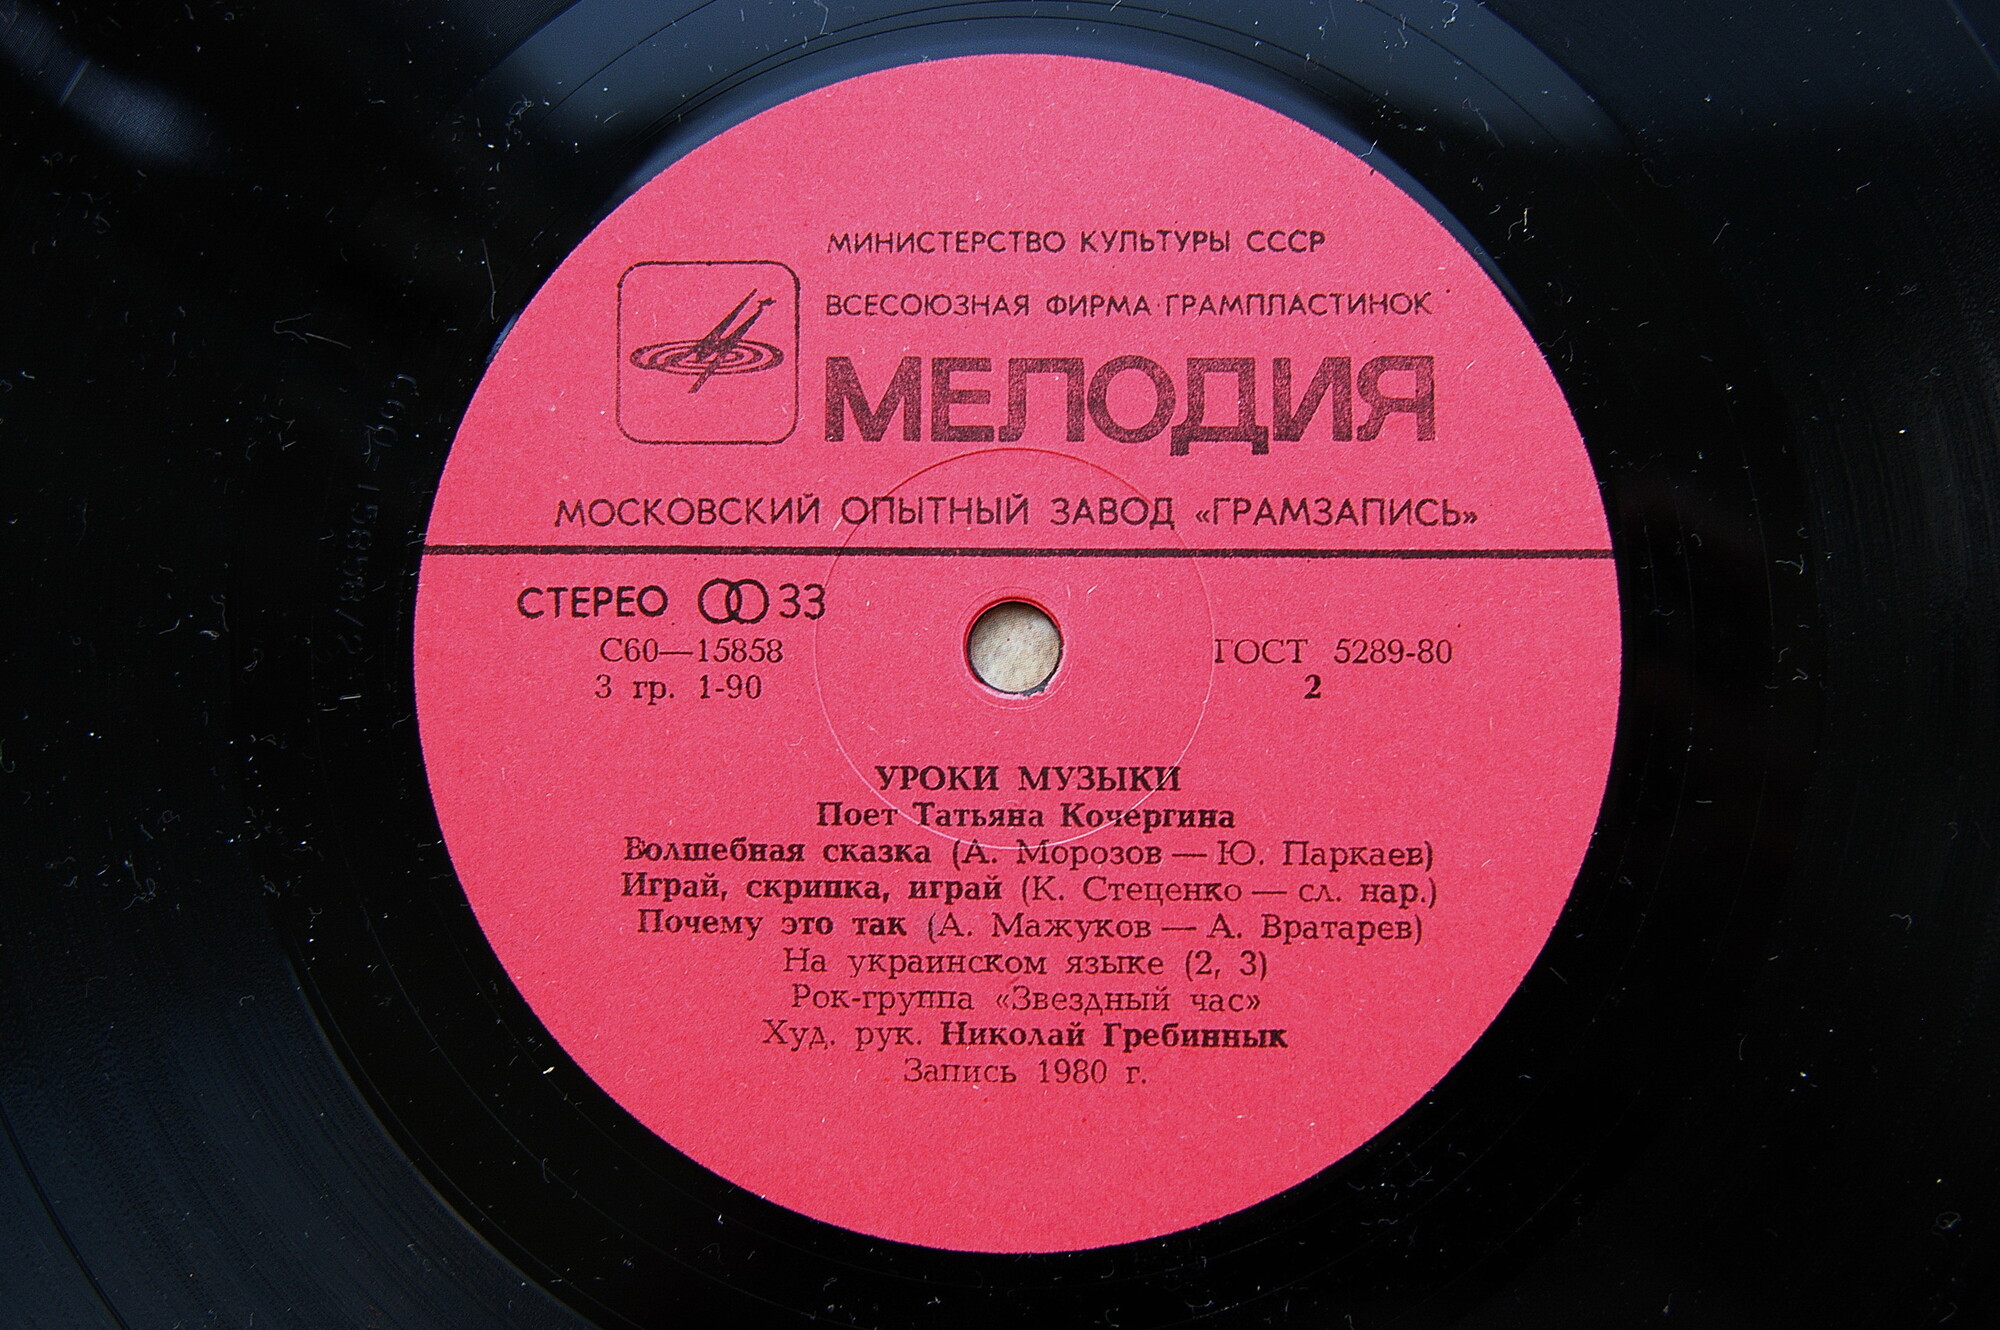 МИНИСТЕРСТВО КУЛЬТУРЫ СССР
ВСЕСОЮЗНАЯ ФИРМА ГРАМПЛАСТИНОК
МЕЛОДИЯ
МОСКОВСКИЙ ОПЫТНЫЙ ЗАВОД «ГРАМЗАПИСЬ»
СТЕРЕО 33
С60—15858
3 гр. 1-90
ГОСТ 5289-80
2
УРОКИ МУЗЫКИ
Поет Татьяна Кочергина
Волшебная сказка (А. Морозов — Ю. Паркаев)
Играй, скрипка, играй (К. Стеценко — сл. нар.)
Почему это так (А. Мажуков — А. Вратарев)
На украинском языке (2, 3)
Рок-группа «Звездный час»
Худ. рук. Николай Гребиннык
Запись 1980 г.